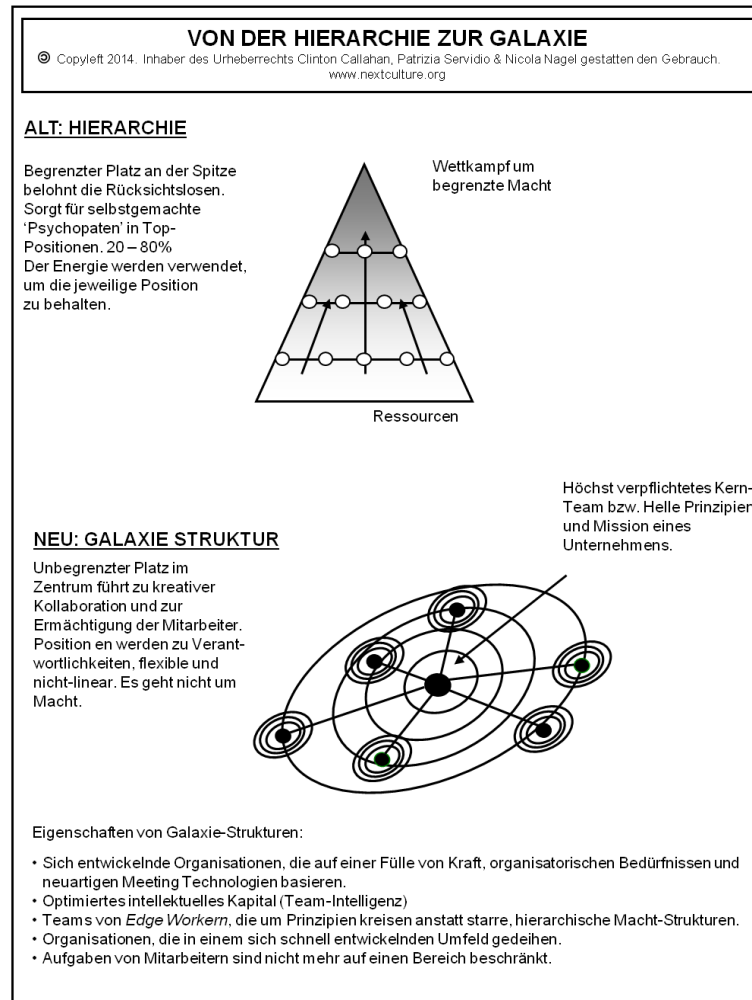 VON DER HIERARCHIE ZUR GALAXIE
Copyleft 2014. Inhaber des Urheberrechts Clinton Callahan, Patrizia Servidio & Nicola Nagel gestatten den Gebrauch.
www.nextculture.org
ALT: HIERARCHIE
Begrenzter Platz an der Spitze
belohnt die Rücksichtslosen.
Sorgt für selbstgemachte
'Psychopaten' in Top-
Positionen. 20 – 80%
Der Energie werden verwendet,
um die jeweilige Position
zu behalten.
Wettkampf um
begrenzte Macht
Ressourcen
Höchst verpflichtetes Kern-
Team bzw. Helle Prinzipien
und Mission eines
Unternehmens.
NEU: GALAXIE STRUKTUR
Unbegrenzter Platz im
Zentrum führt zu kreativer
Kollaboration und zur
Ermächtigung der Mitarbeiter.
Position en werden zu Verant-
wortlichkeiten, flexible und
nicht-linear. Es geht nicht um
Macht.
Eigenschaften von Galaxie-Strukturen:
• Sich entwickelnde Organisationen, die auf einer Fülle von Kraft, organisatorischen Bedürfnissen und
neuartigen Meeting Technologien basieren.
• Optimiertes intellektuelles Kapital (Team-Intelligenz)
• Teams von Edge Workern, die um Prinzipien kreisen anstatt starre, hierarchische Macht-Strukturen.
• Organisationen, die in einem sich schnell entwickelnden Umfeld gedeihen.
• Aufgaben von Mitarbeitern sind nicht mehr auf einen Bereich beschränkt.